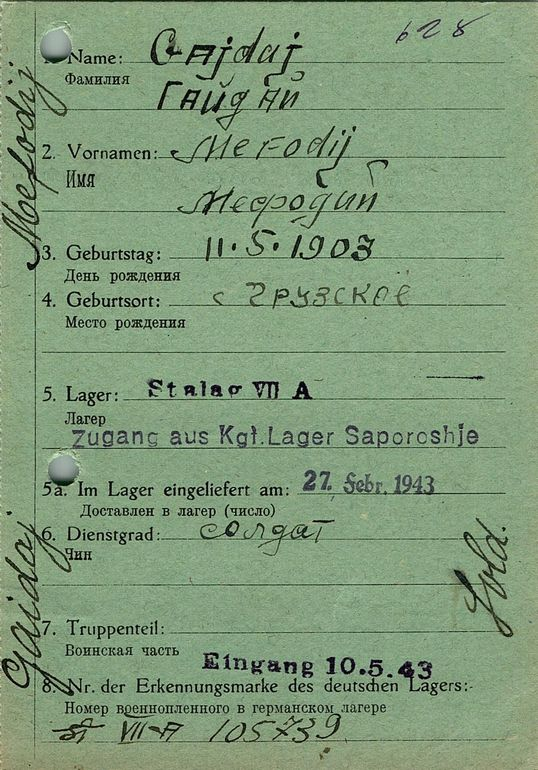 628
1. Name: Gajdaj
Фамилия
Гайдай
2. Vornamen: Mefodij
Имя
Мефодий
3. Geburtstag: 11.5.1903
День рождения
4. Geburtsort: с Грузское
Место рождения
5. Lager: Stalag VII A
Лагер
Zugang aus Kgf. Lager Saporoshje
5a. Im Lager eingeliefert am: 27. Febr. 1943
Доставлен в лагер (число)
6. Dienstgrad: солдат
Чин
7. Truppenteil:
Воинская часть
Eingang 10.5.43
8. Nr. der Erkennungsmarke des deutschen Lagers:
Номер военнопленного в германском лагере
VII-A 105739
Mefodij
Gaidaj
Sold.